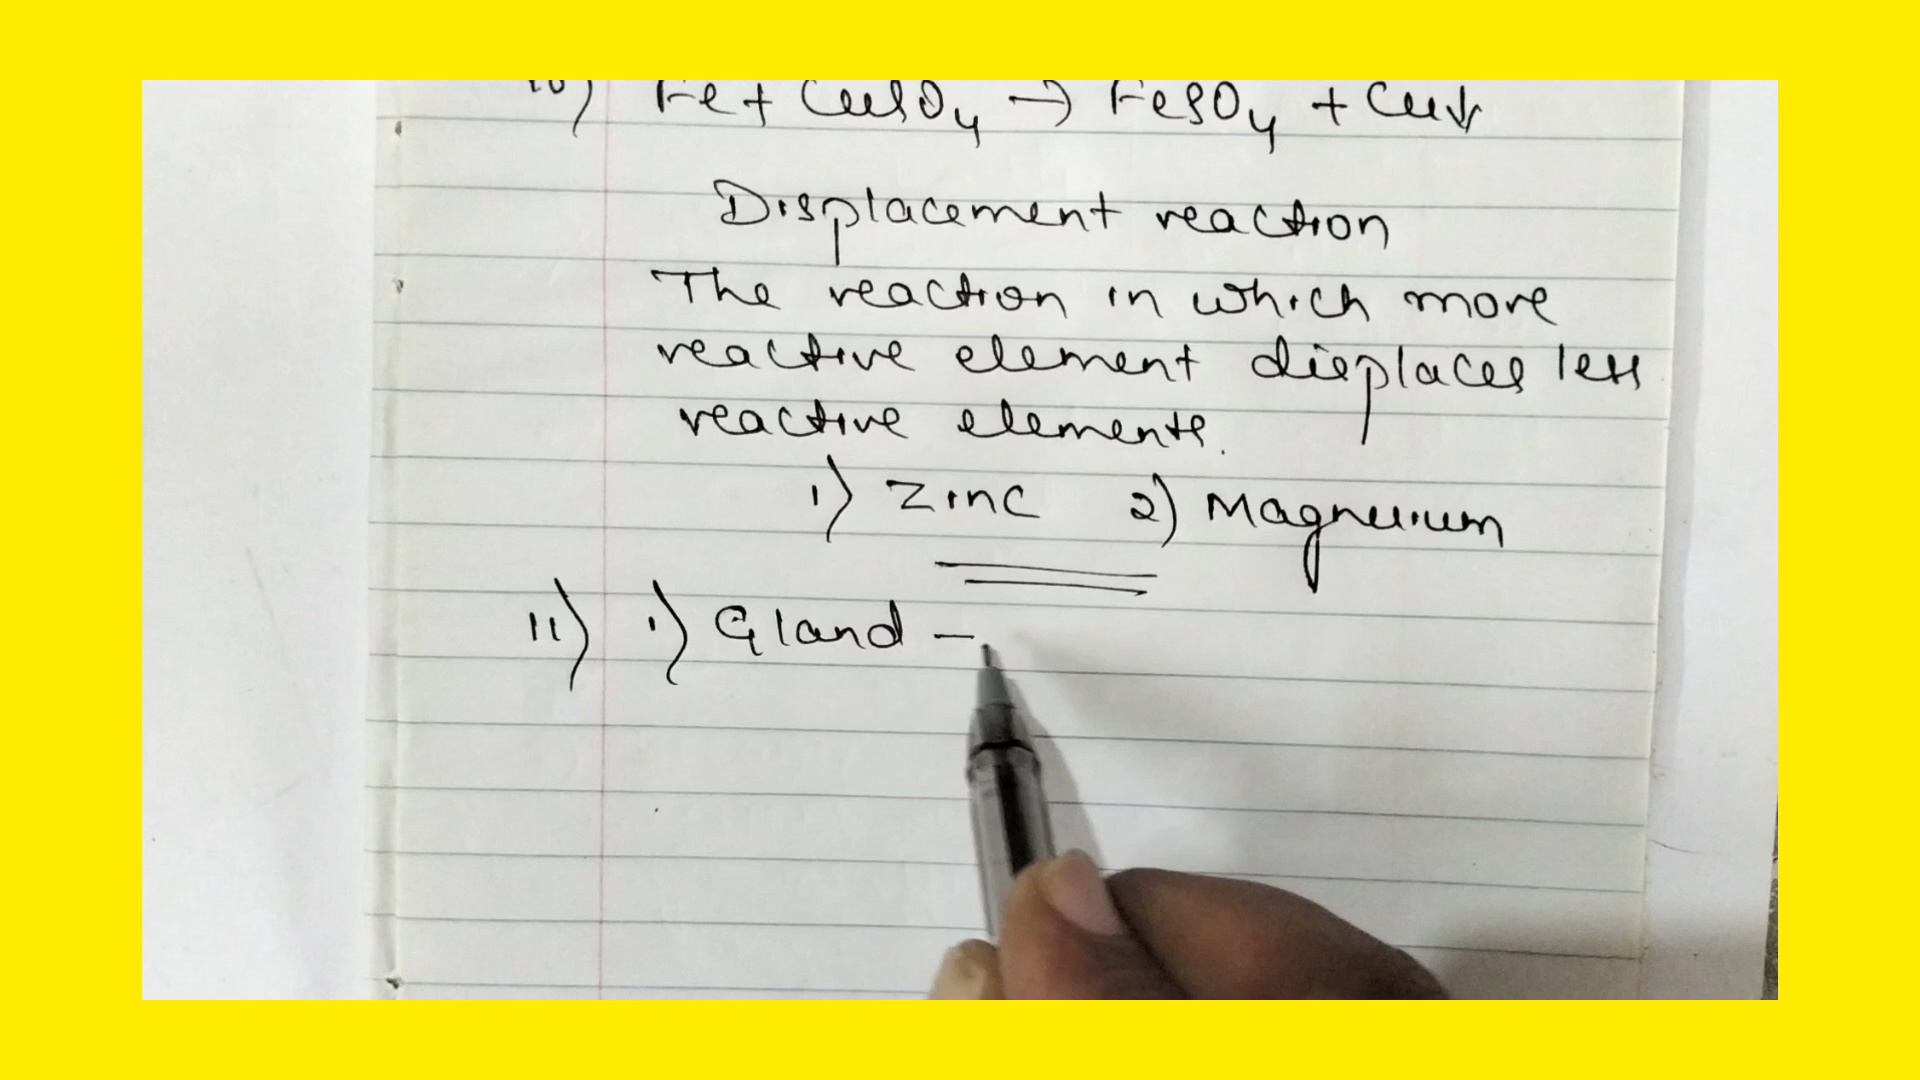 10) Fe + CuSO4 → FeSO4 + Cu↓
Displacement reaction
The reaction in which more
reactive element displaces less
reactive elements.
1) Zinc 2) Magnesium
11) 1) Gland -